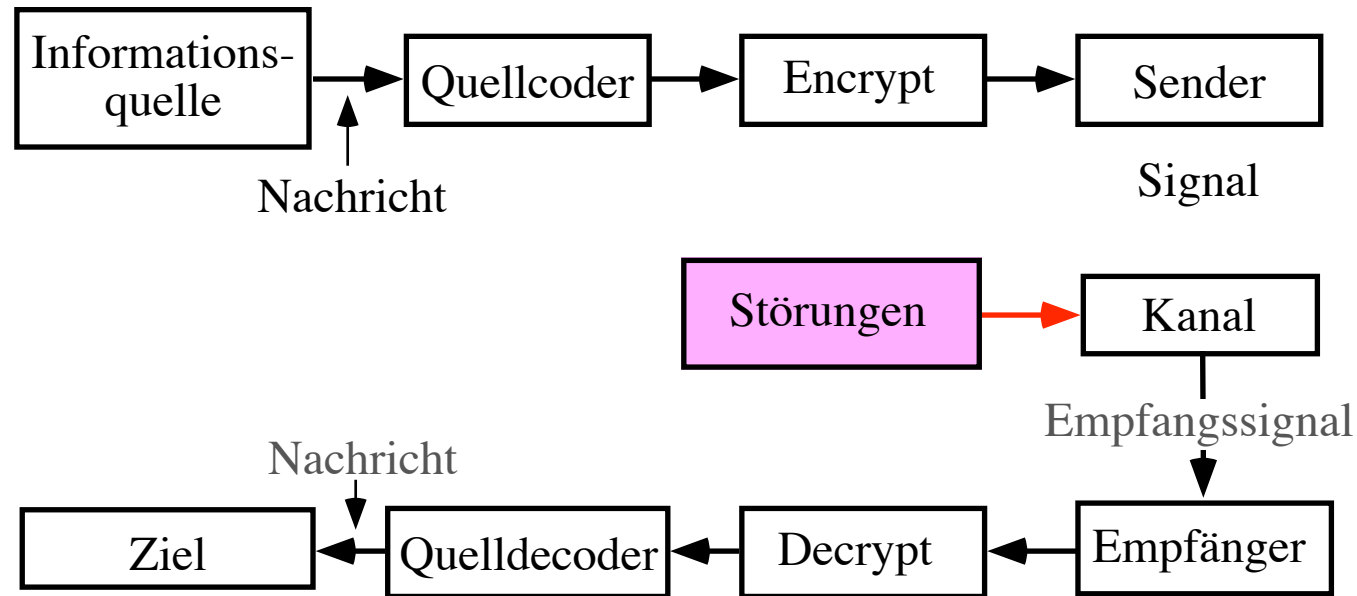 Informations-
quelle
Quellcoder
Encrypt
Sender
Nachricht
Signal
Störungen
Kanal
Empfangssignal
Nachricht
Ziel
Quelldecoder
Decrypt
Empfänger